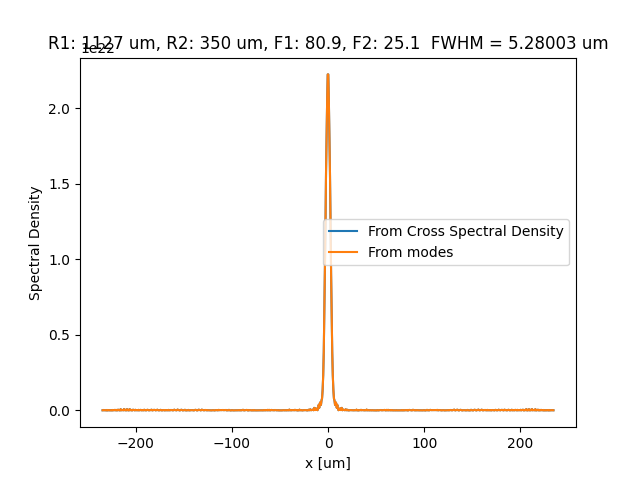 R1: 1127 um, R2: 350 um, F1: 80.9, F2: 25.1  FWHM = 5.28003 um
1e22
2.0
1.5
1.0
0.5
0.0
Spectral Density
From Cross Spectral Density
From modes
−200
−100
0
100
200
x [um]